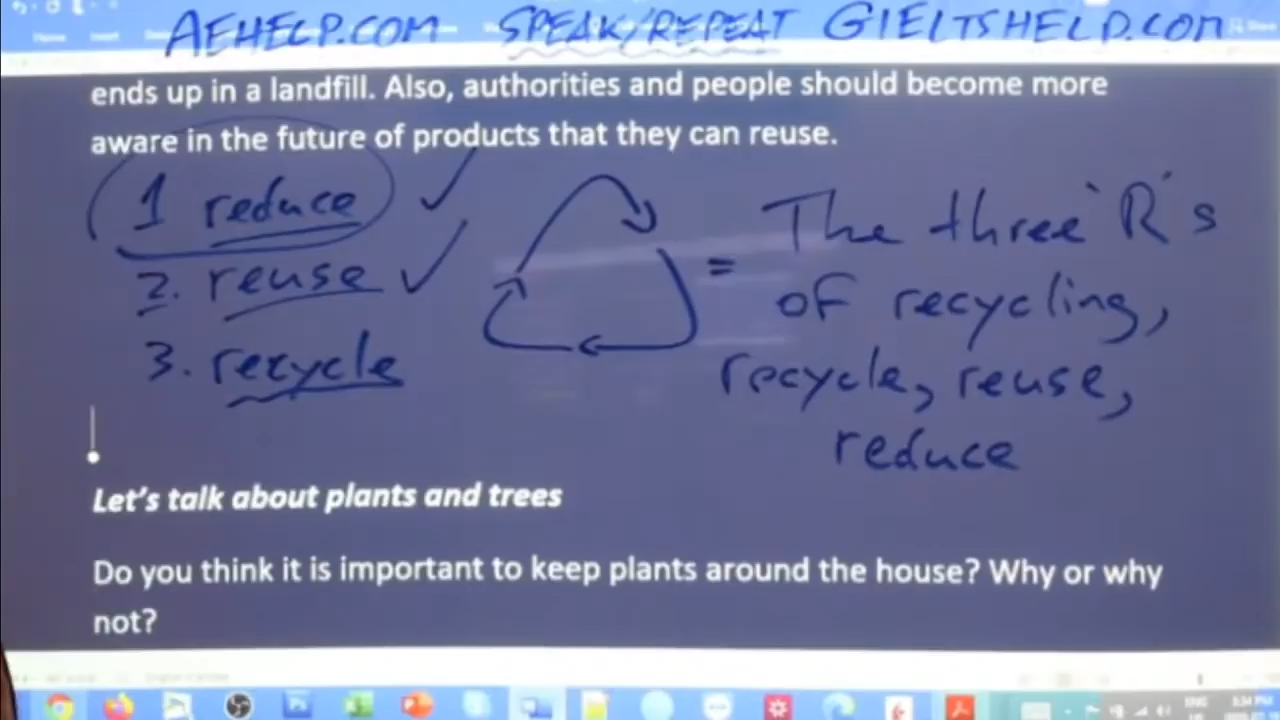 AEHELP.COM SPEAK/REPEAT GIELTSHELP.COM
ends up in a landfill. Also, authorities and people should become more
aware in the future of products that they can reuse.
1 reduce
2. reuse
3. recycle
= The three 'R's
of recycling,
recycle, reuse,
reduce
Let's talk about plants and trees
Do you think it is important to keep plants around the house? Why or why
not?